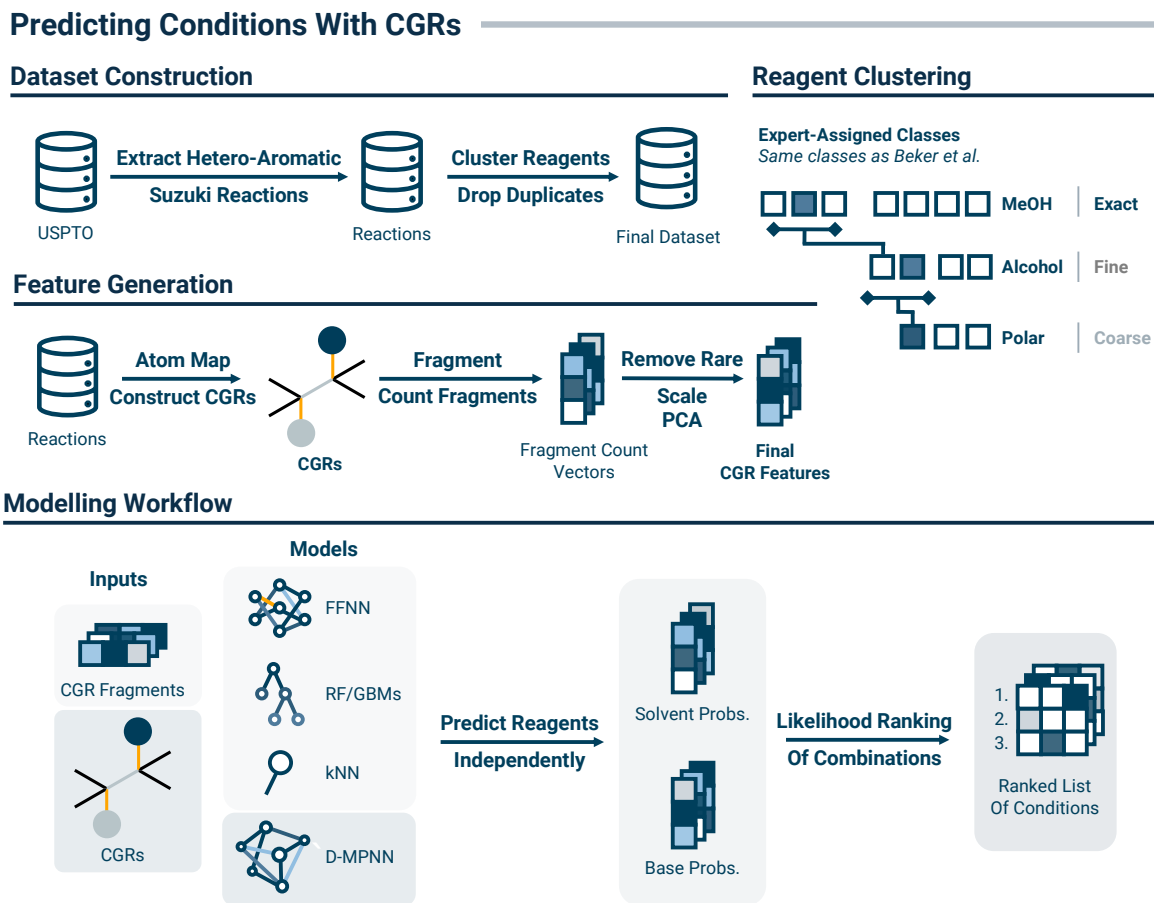 Predicting Conditions With CGRs
Dataset Construction
Extract Hetero-Aromatic
Suzuki Reactions
Cluster Reagents
Drop Duplicates
USPTO
Reactions
Final Dataset
Reagent Clustering
Expert-Assigned Classes
Same classes as Beker et al.
MeOH
Exact
Alcohol
Fine
Polar
Coarse
Feature Generation
Atom Map
Construct CGRs
Fragment
Count Fragments
Remove Rare
Scale
PCA
Reactions
CGRs
Fragment Count
Vectors
Final
CGR Features
Modelling Workflow
Inputs
CGR Fragments
CGRs
Models
FFNN
RF/GBMs
kNN
D-MPNN
Predict Reagents
Independently
Solvent Probs.
Base Probs.
Likelihood Ranking
Of Combinations
1.
2.
3.
Ranked List
Of Conditions